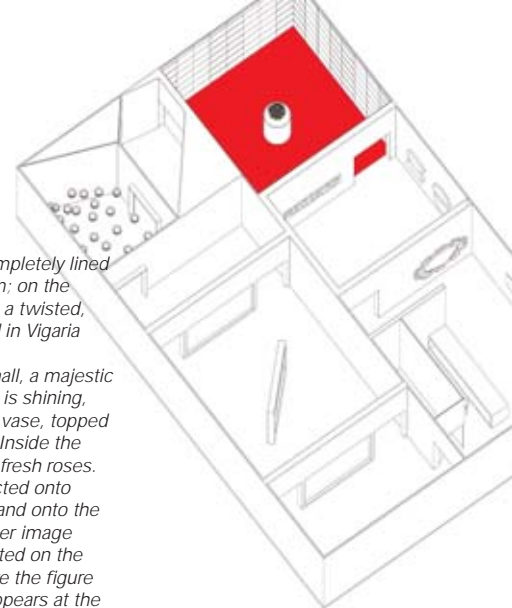 mpletely lined
n; on the
a twisted,
d in Vigaria
all, a majestic
is shining,
vase, topped
Inside the
fresh roses.
cted onto
and onto the
er image
ted on the
e the figure
ppears at the